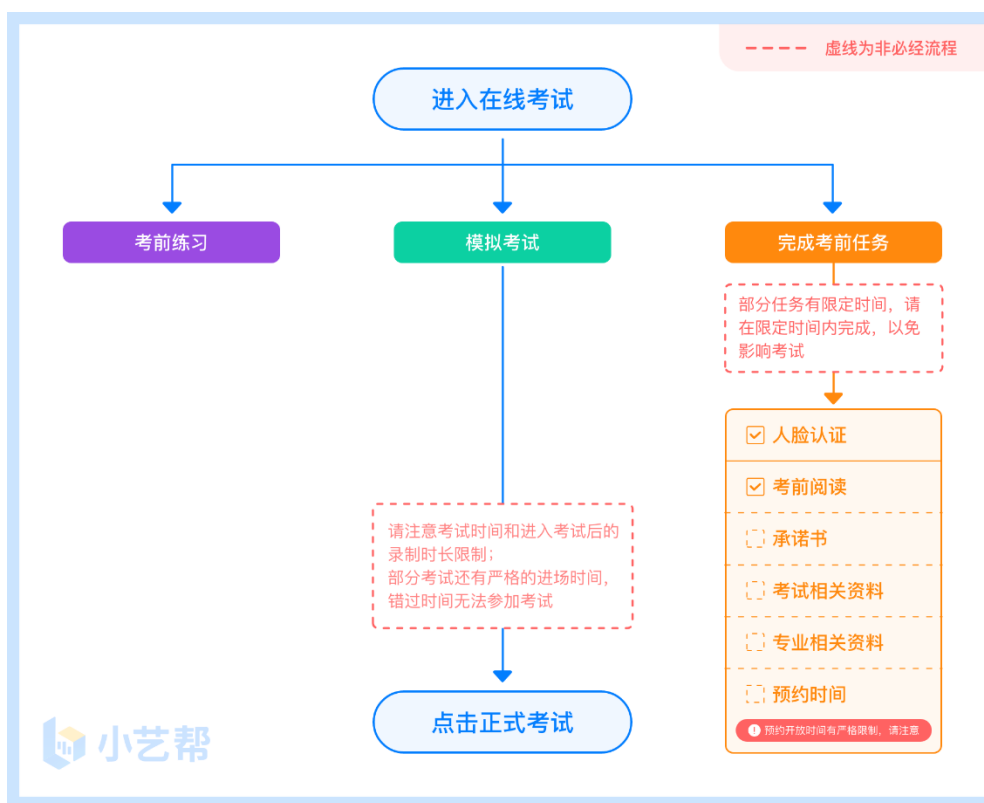 虚线为非必经流程
进入在线考试
考前练习
模拟考试
完成考前任务
部分任务有限定时间，请
在限定时间内完成，以免
影响考试
人脸认证
考前阅读
承诺书
考试相关资料
专业相关资料
预约时间
预约开放时间有严格限制，请注意
请注意考试时间和进入考试后的
录制时长限制；
部分考试还有严格的进场时间，
错过时间无法参加考试
点击正式考试
小艺帮